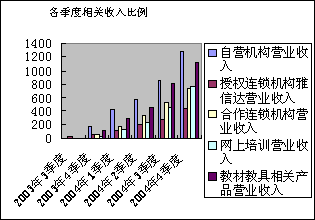 各季度相关收入比例
1400
1200
1000
800
600
400
200
0
2003年3季度
2003年4季度
2004年1季度
2004年2季度
2004年3季度
2004年4季度
自营机构营业收
入
授权连锁机构雅
信达营业收入
合作连锁机构营
业收入
网上培训营业收
入
教材教具相关产
品营业收入